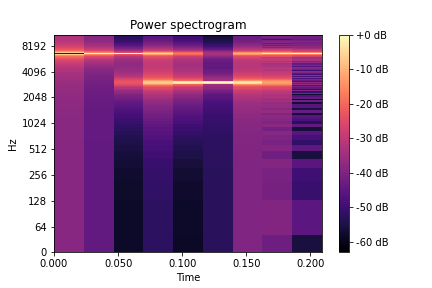 Power spectrogram
8192
4096
2048
1024
512
256
128
64
0
Hz
0.000 0.050 0.100 0.150 0.200
Time
+0 dB
-10 dB
-20 dB
-30 dB
-40 dB
-50 dB
-60 dB